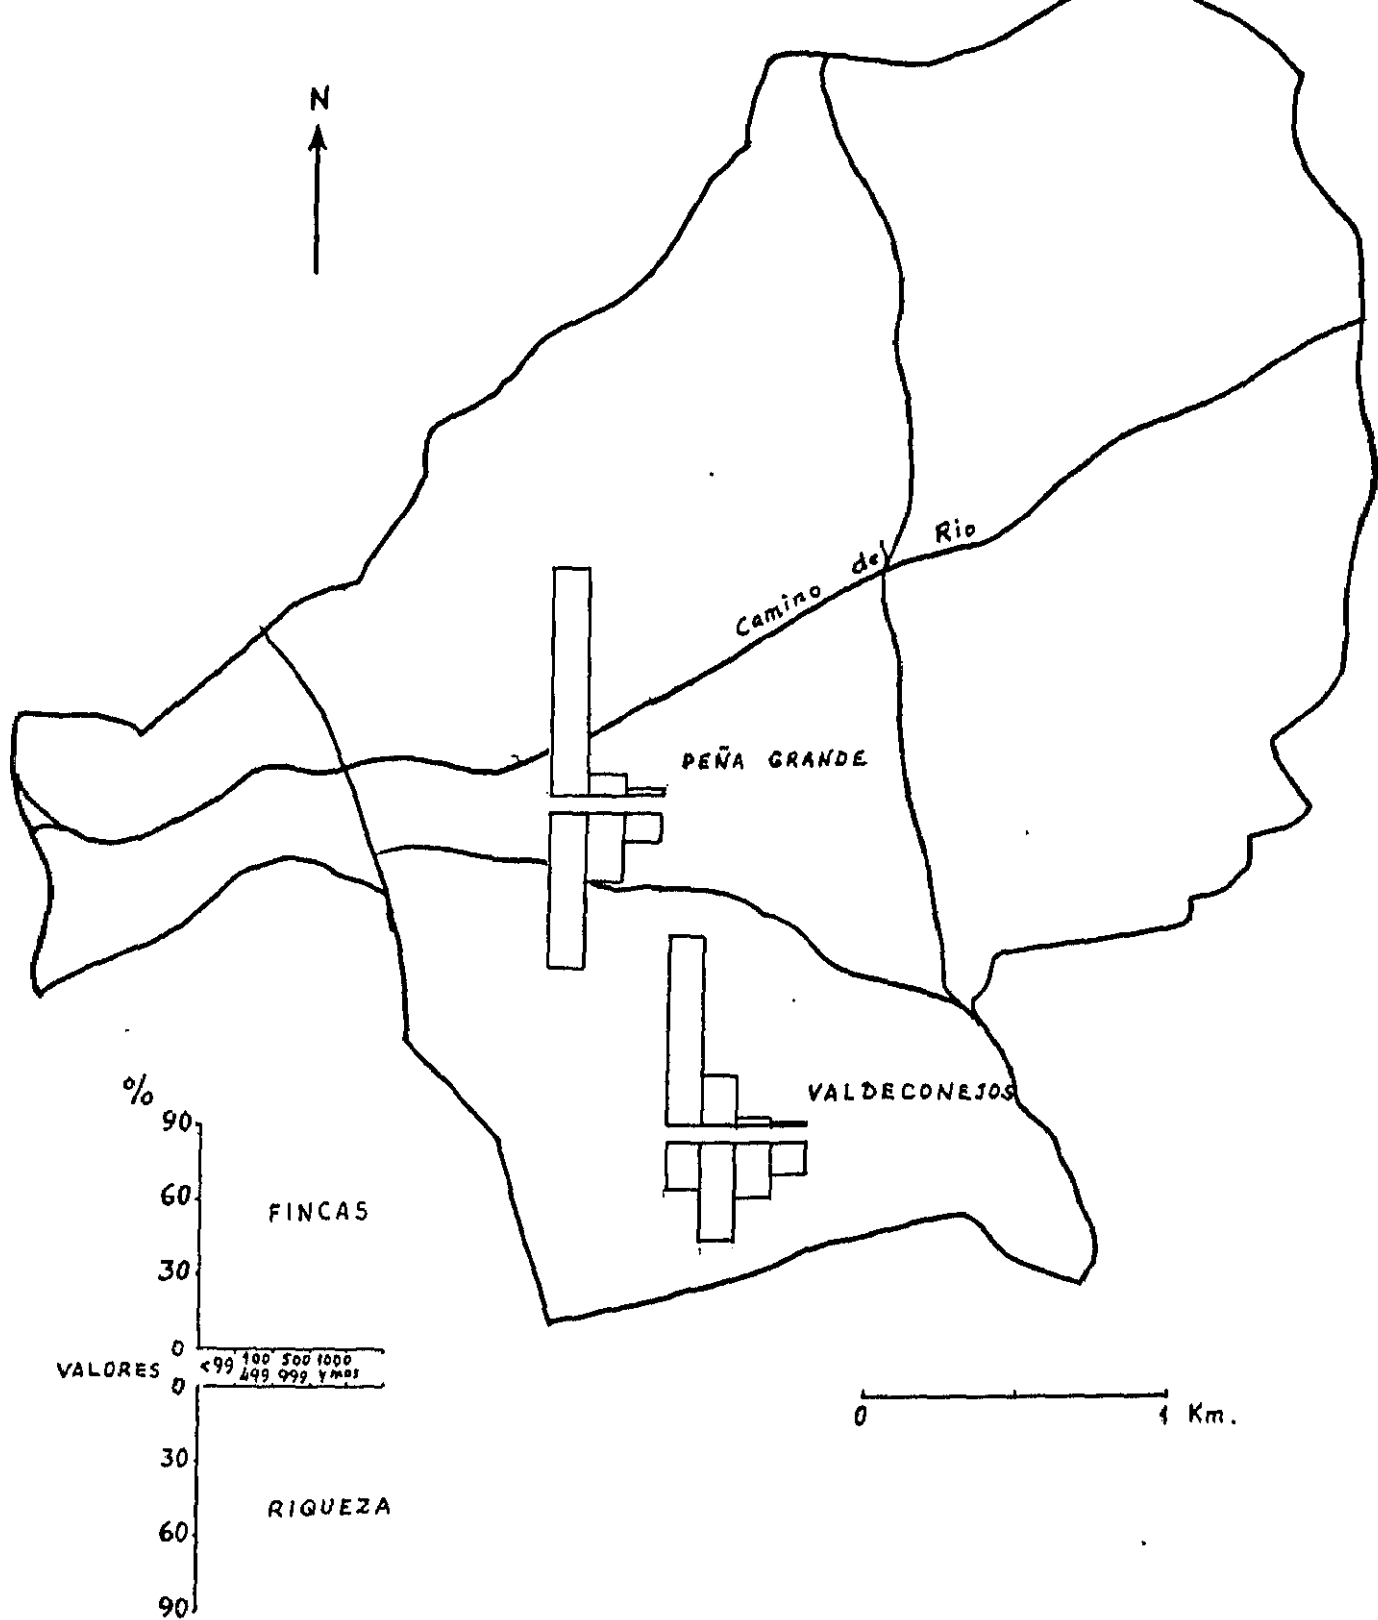 N
Camino del Rio
PEÑA GRANDE
VALDECONEJOS
%
90
60
FINCAS
30
0
VALORES <99 100 499 500 999 1000 y mas
0
30
RIQUEZA
60
90
0 1 Km.